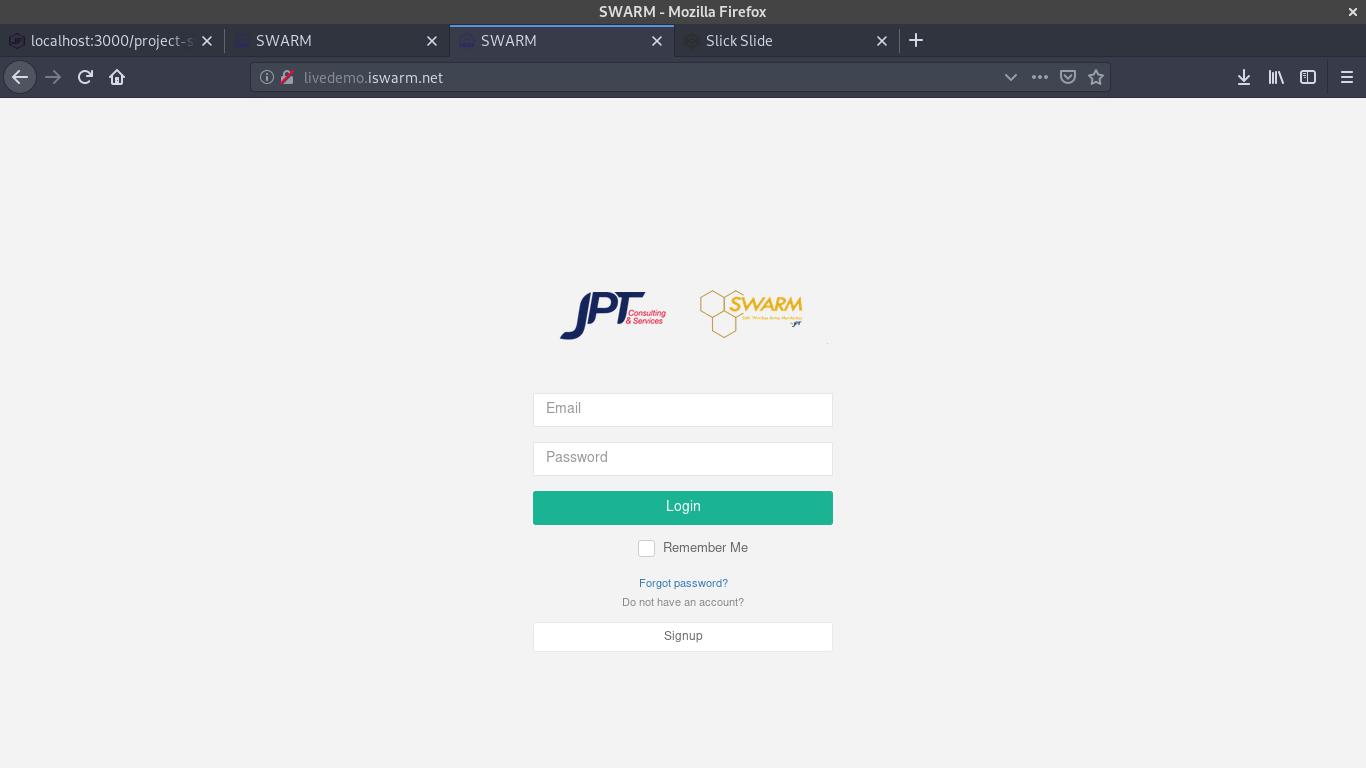 SWARM - Mozilla Firefox
localhost:3000/project-s
SWARM
SWARM
Slick Slide
livedemo.iswarm.net
JPT Consulting & Services
SWARM
JPT
Email
Password
Login
Remember Me
Forgot password?
Do not have an account?
Signup